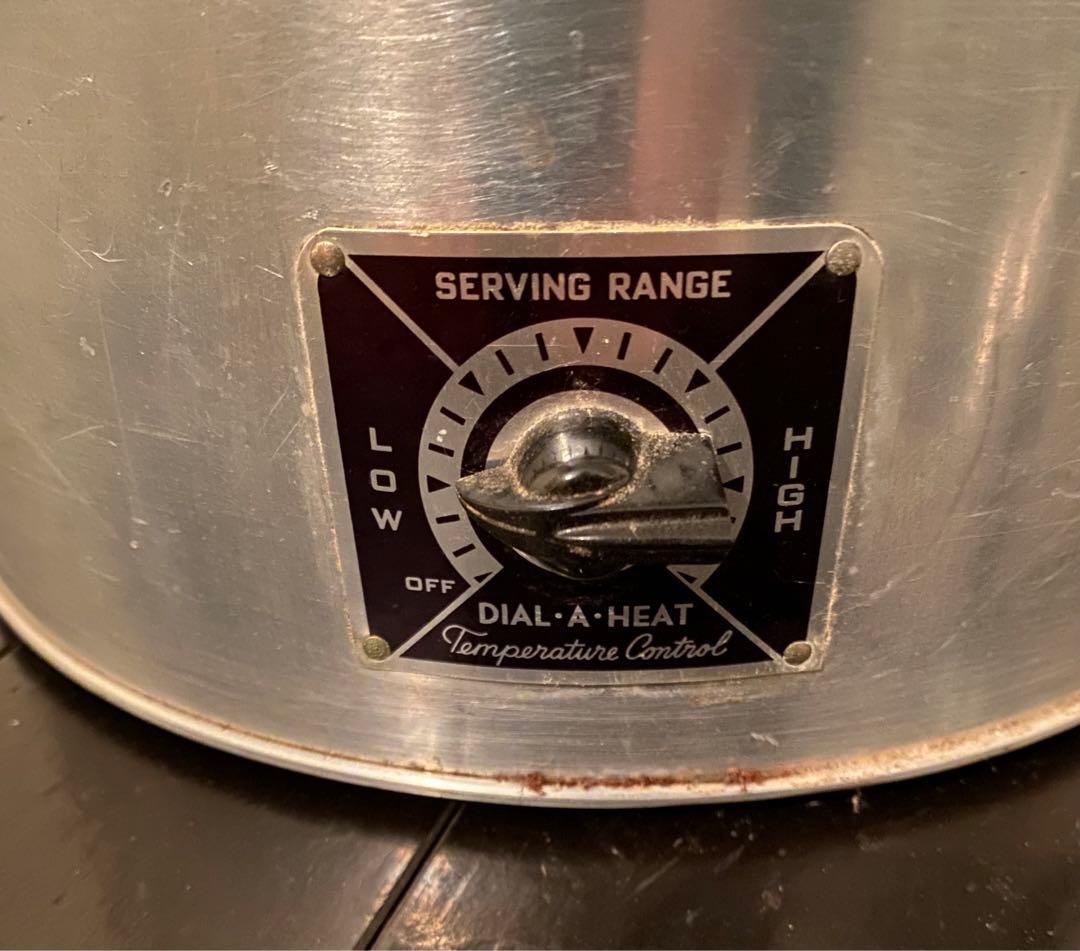 SERVING RANGE
LOW
HIGH
OFF
DIAL·A·HEAT
Temperature Control